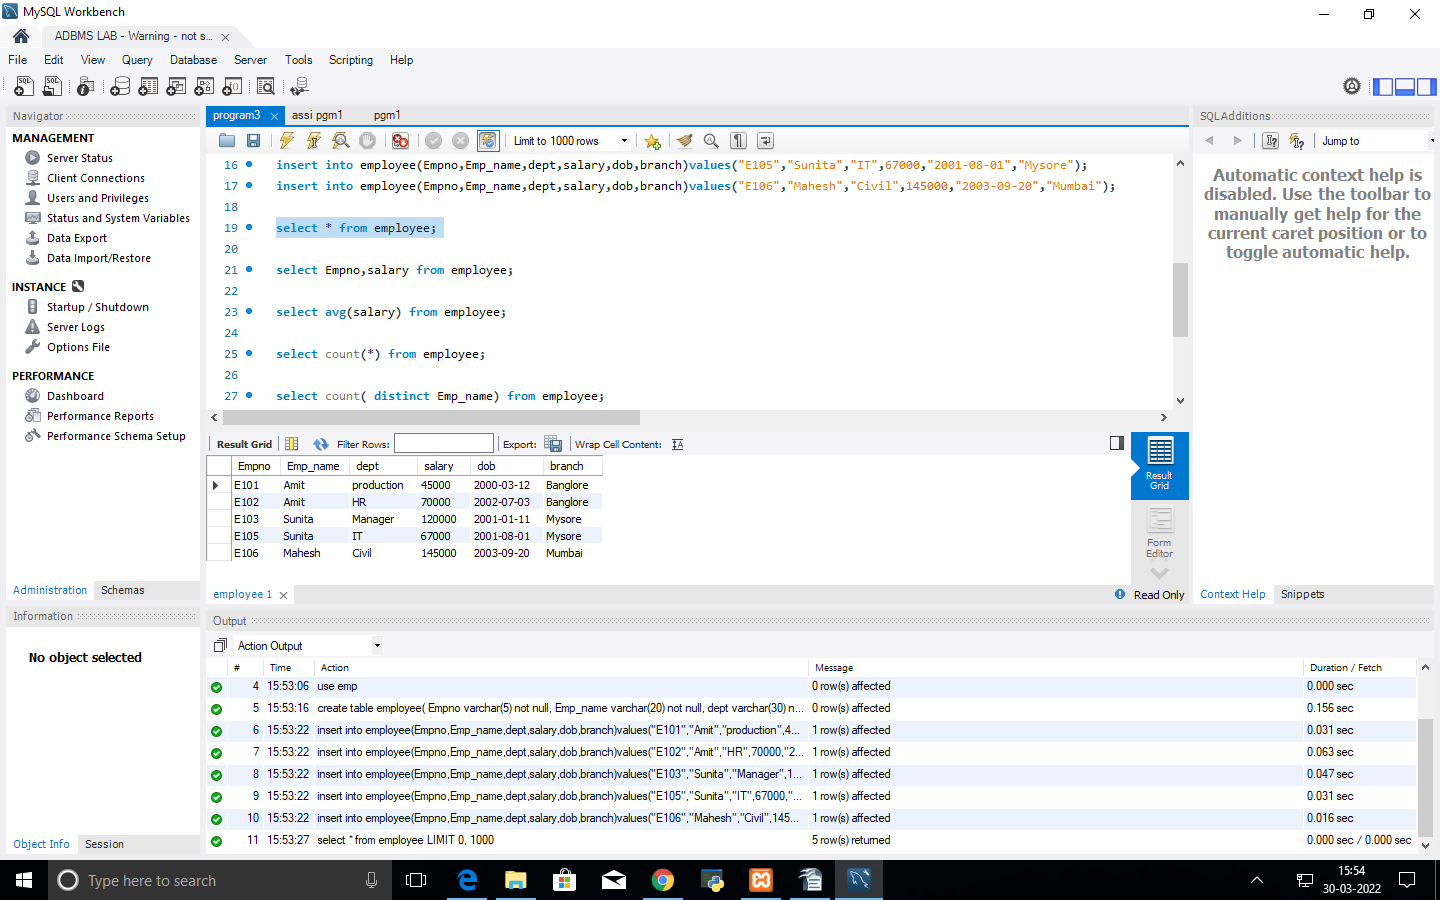 MySQL Workbench
ADBMS LAB - Warning - not s...
File Edit View Query Database Server Tools Scripting Help
Navigator
MANAGEMENT
Server Status
Client Connections
Users and Privileges
Status and System Variables
Data Export
Data Import/Restore
INSTANCE
Startup / Shutdown
Server Logs
Options File
PERFORMANCE
Dashboard
Performance Reports
Performance Schema Setup
Administration Schemas
Information
No object selected
Object Info Session
program3 assi pgm1 pgm1
Limit to 1000 rows
16 insert into employee(Empno,Emp_name,dept,salary,dob,branch)values("E105","Sunita","IT",67000,"2001-08-01","Mysore");
17 insert into employee(Empno,Emp_name,dept,salary,dob,branch)values("E106","Mahesh","Civil",145000,"2003-09-20","Mumbai");
18
19 select * from employee;
20
21 select Empno,salary from employee;
22
23 select avg(salary) from employee;
24
25 select count(*) from employee;
26
27 select count( distinct Emp_name) from employee;
Result Grid Filter Rows: Export: Wrap Cell Content:
Empno Emp_name dept salary dob branch
E101 Amit production 45000 2000-03-12 Banglore
E102 Amit HR 70000 2002-07-03 Banglore
E103 Sunita Manager 120000 2001-01-11 Mysore
E105 Sunita IT 67000 2001-08-01 Mysore
E106 Mahesh Civil 145000 2003-09-20 Mumbai
Result
Grid
Form
Editor
employee 1 Read Only
SQLAdditions
Jump to
Automatic context help is
disabled. Use the toolbar to
manually get help for the
current caret position or to
toggle automatic help.
Context Help Snippets
Output
Action Output
# Time Action Message Duration / Fetch
4 15:53:06 use emp 0 row(s) affected 0.000 sec
5 15:53:16 create table employee( Empno varchar(5) not null, Emp_name varchar(20) not null, dept varchar(30) n... 0 row(s) affected 0.156 sec
6 15:53:22 insert into employee(Empno,Emp_name,dept,salary,dob,branch)values("E101","Amit","production",4... 1 row(s) affected 0.031 sec
7 15:53:22 insert into employee(Empno,Emp_name,dept,salary,dob,branch)values("E102","Amit","HR",70000,"2... 1 row(s) affected 0.063 sec
8 15:53:22 insert into employee(Empno,Emp_name,dept,salary,dob,branch)values("E103","Sunita","Manager",1... 1 row(s) affected 0.047 sec
9 15:53:22 insert into employee(Empno,Emp_name,dept,salary,dob,branch)values("E105","Sunita","IT",67000,"... 1 row(s) affected 0.031 sec
10 15:53:22 insert into employee(Empno,Emp_name,dept,salary,dob,branch)values("E106","Mahesh","Civil",145... 1 row(s) affected 0.016 sec
11 15:53:27 select * from employee LIMIT 0, 1000 5 row(s) returned 0.000 sec / 0.000 sec
Type here to search
15:54
30-03-2022